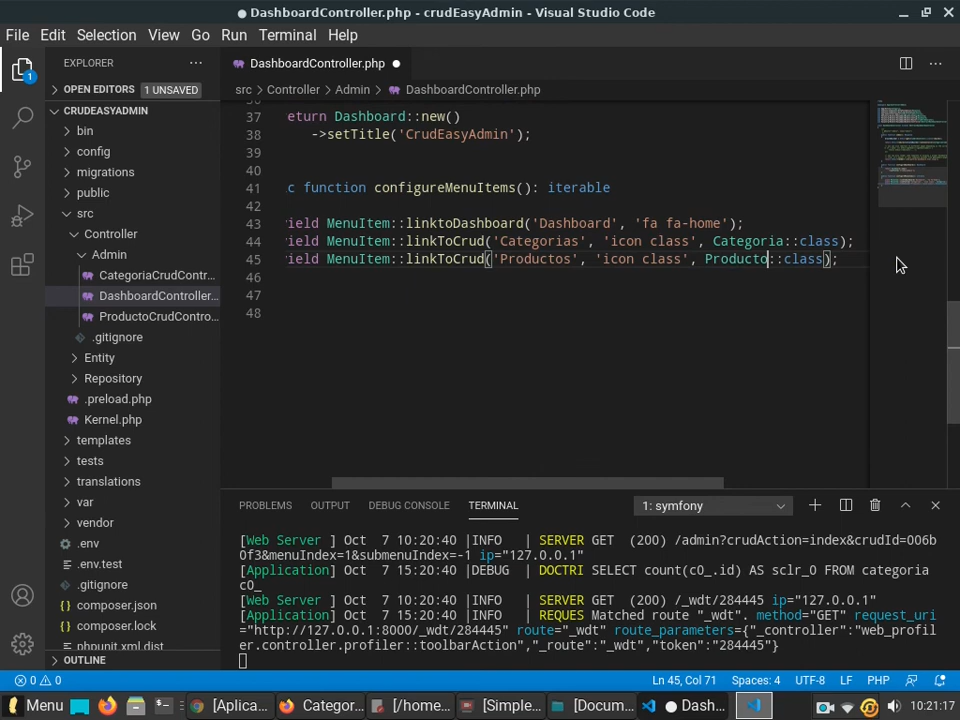 DashboardController.php - crudEasyAdmin - Visual Studio Code
File Edit Selection View Go Run Terminal Help
EXPLORER
DashboardController.php
OPEN EDITORS 1 UNSAVED
src > Controller > Admin > DashboardController.php
CRUDEASYADMIN
bin
config
migrations
public
src
Controller
Admin
CategoriaCrudContr...
DashboardController...
ProductoCrudContro...
.gitignore
Entity
Repository
.preload.php
Kernel.php
templates
tests
translations
var
vendor
.env
.env.test
.gitignore
composer.json
composer.lock
phpunit.xml.dist
OUTLINE
36
37 eturn Dashboard::new()
38 ->setTitle('CrudEasyAdmin');
39
40
41 c function configureMenuItems(): iterable
42
43 ield MenuItem::linktoDashboard('Dashboard', 'fa fa-home');
44 ield MenuItem::linkToCrud('Categorias', 'icon class', Categoria::class);
45 ield MenuItem::linkToCrud('Productos', 'icon class', Producto::class);
46
47
48
PROBLEMS OUTPUT DEBUG CONSOLE TERMINAL 1: symfony
[Web Server ] Oct 7 10:20:40 |INFO | SERVER GET (200) /admin?crudAction=index&crudId=006b
0f3&menuIndex=1&submenuIndex=-1 ip="127.0.0.1"
[Application] Oct 7 15:20:40 |DEBUG | DOCTRI SELECT count(c0_.id) AS sclr_0 FROM categoria
c0_
[Web Server ] Oct 7 10:20:40 |INFO | SERVER GET (200) /_wdt/284445 ip="127.0.0.1"
[Application] Oct 7 15:20:40 |INFO | REQUES Matched route "_wdt". method="GET" request_uri
="http://127.0.0.1:8000/_wdt/284445" route="_wdt" route_parameters={"_controller":"web_profil
er.controller.profiler::toolbarAction","_route":"_wdt","token":"284445"}
0 0 Ln 45, Col 71 Spaces: 4 UTF-8 LF PHP
Menu [Aplica... Categor... [/home... [Simple... [Docum... Dash... 10:21:17